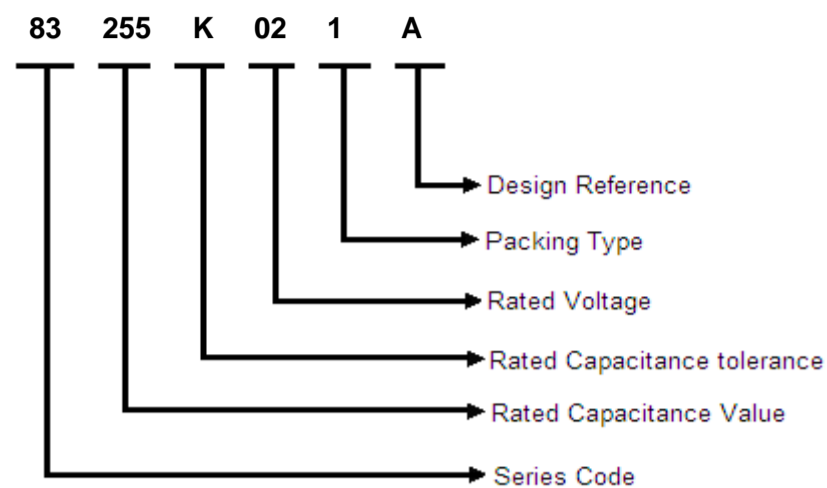 83 255 K 02 1 A
Design Reference
Packing Type
Rated Voltage
Rated Capacitance tolerance
Rated Capacitance Value
Series Code